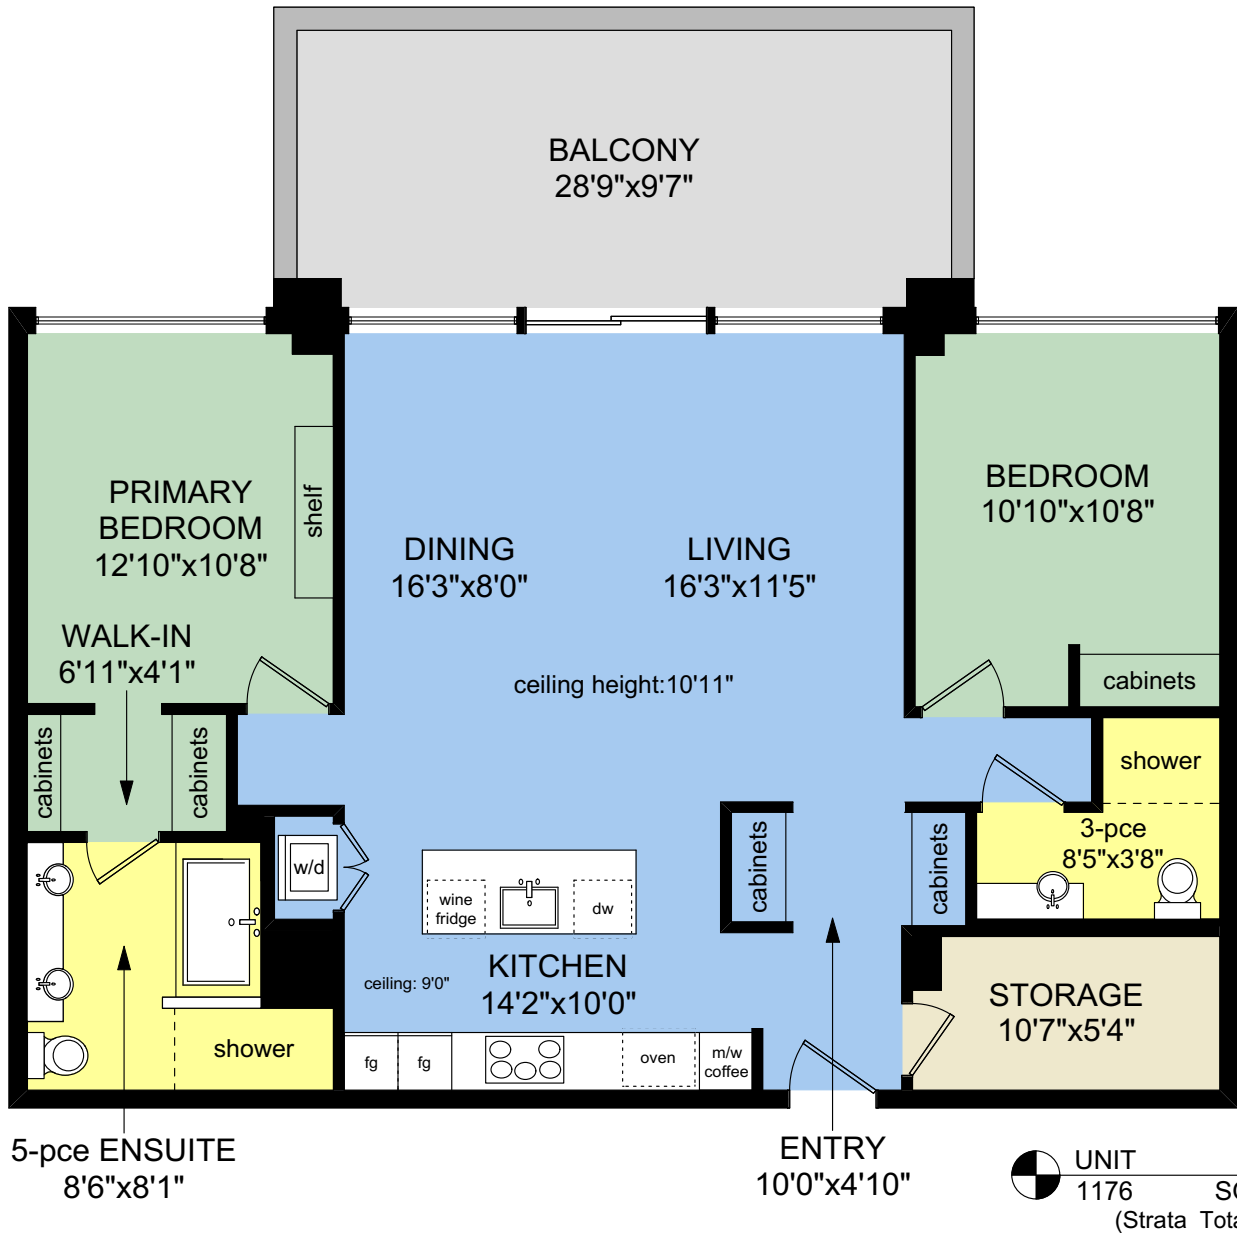 BALCONY
28'9"x9'7"
PRIMARY
BEDROOM
12'10"x10'8"
shelf
DINING
16'3"x8'0"
LIVING
16'3"x11'5"
BEDROOM
10'10"x10'8"
WALK-IN
6'11"x4'1"
ceiling height:10'11"
cabinets
cabinets
cabinets
shower
3-pce
8'5"x3'8"
w/d
wine
fridge
dw
cabinets
cabinets
ceiling: 9'0"
KITCHEN
14'2"x10'0"
STORAGE
10'7"x5'4"
shower
fg
fg
oven
m/w
coffee
5-pce ENSUITE
8'6"x8'1"
ENTRY
10'0"x4'10"
UNIT
1176
(Strata